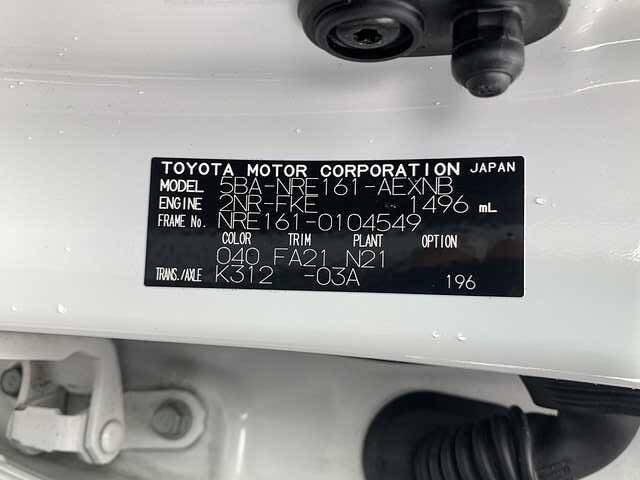 TOYOTA MOTOR CORPORATION JAPAN
MODEL 5BA-NRE161-AEXNB
ENGINE 2NR-FKE - 1496 mL
FRAME No. NRE161-0104549
COLOR TRIM PLANT OPTION
040 FA21 N21
TRANS./AXLE K312 -03A 196